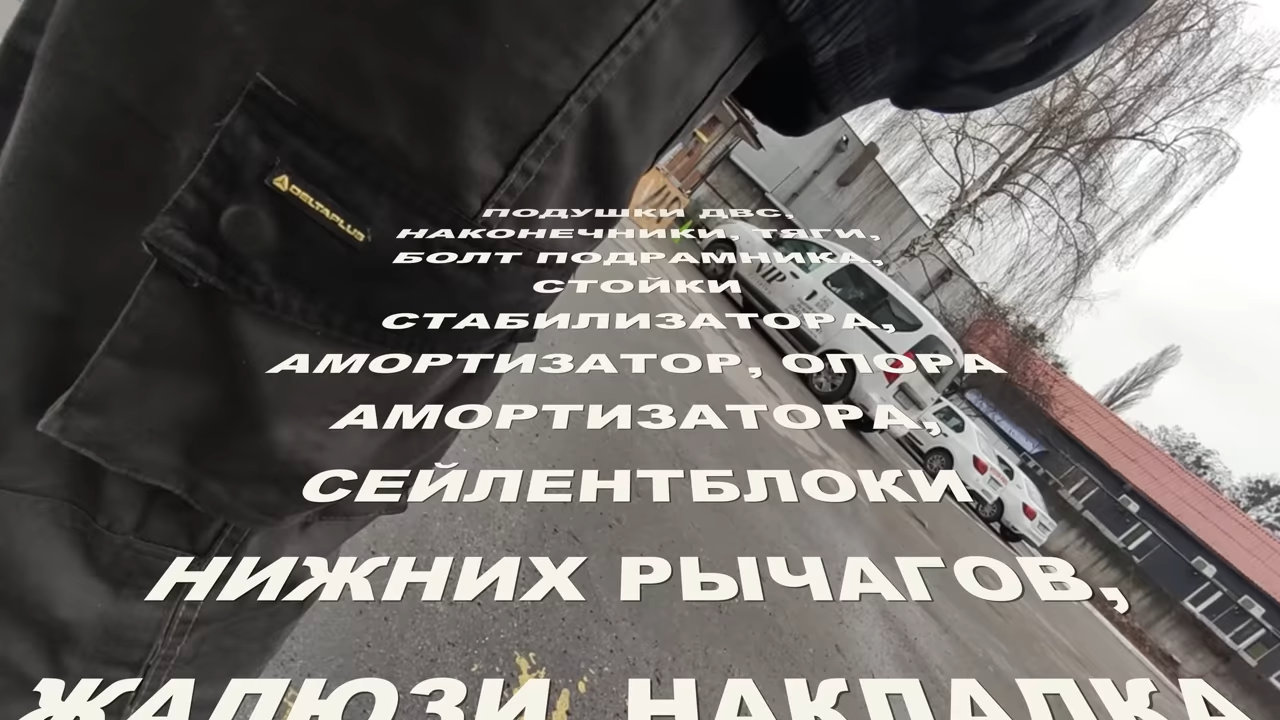 ПОДУШКИ ДВС,
НАКОНЕЧНИКИ, ТЯГИ,
БОЛТ ПОДРАМНИКА,
СТОЙКИ
СТАБИЛИЗАТОРА,
АМОРТИЗАТОР, ОПОРА
АМОРТИЗАТОРА,
СЕЙЛЕНТБЛОКИ
НИЖНИХ РЫЧАГОВ,
ЖАЛЮЗИ, НАКЛАДКА
DELTAPLUS
VIP